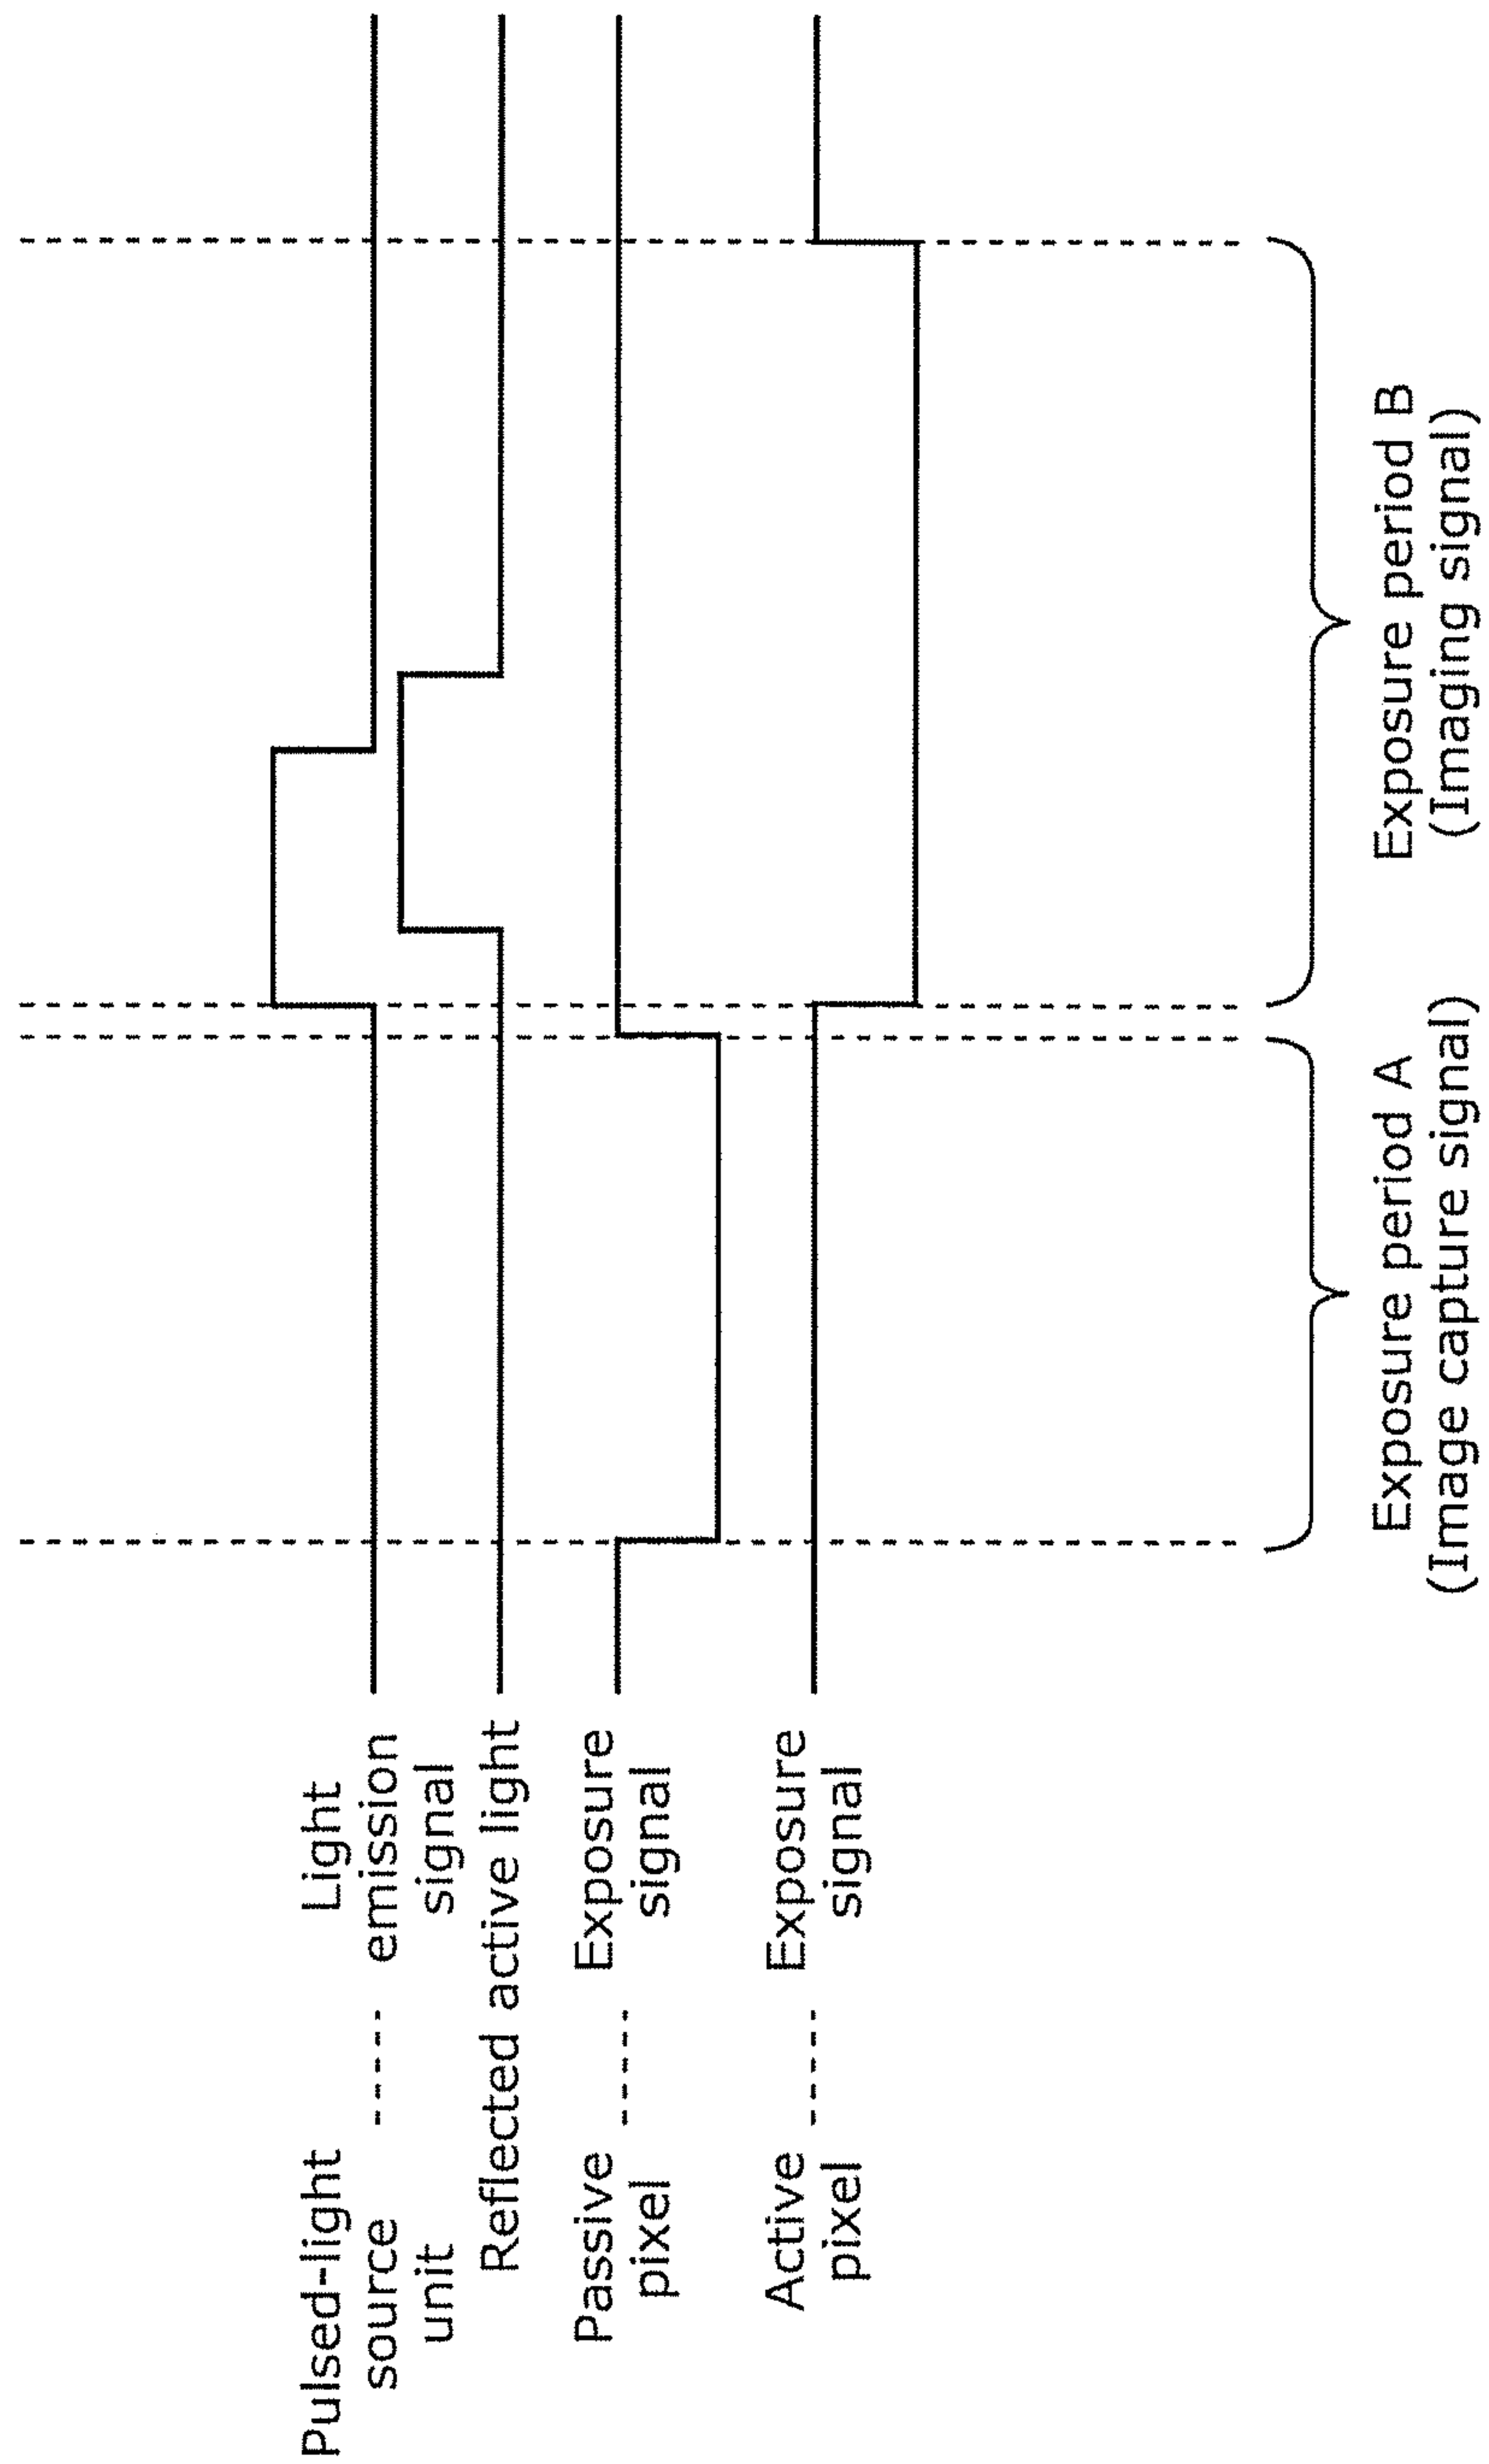 Pulsed-light
source
unit
Light
emission
signal
Reflected active light
Passive
pixel
Exposure
signal
Active
pixel
Exposure
signal
Exposure period A
(Image capture signal)
Exposure period B
(Imaging signal)